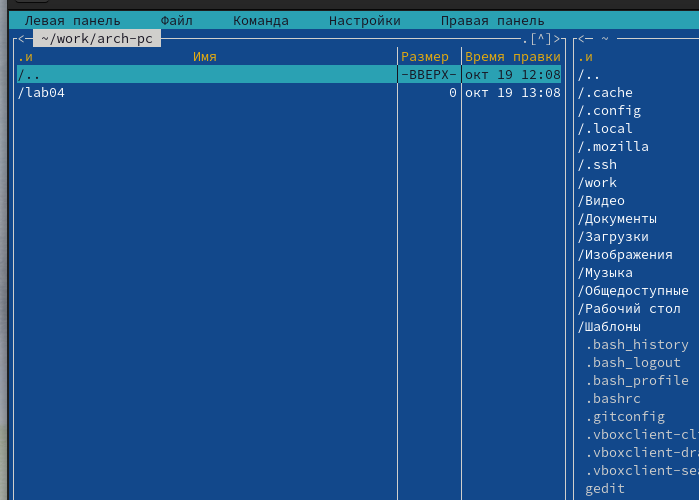 Левая панель Файл Команда Настройки Правая панель
<─ ~/work/arch-pc .[^]>
.и Имя Размер Время правки
/.. -ВВЕРХ- окт 19 12:08
/lab04 0 окт 19 13:08
<─ ~
.и
/..
/.cache
/.config
/.local
/.mozilla
/.ssh
/work
/Видео
/Документы
/Загрузки
/Изображения
/Музыка
/Общедоступные
/Рабочий стол
/Шаблоны
.bash_history
.bash_logout
.bash_profile
.bashrc
.gitconfig
.vboxclient-cl
.vboxclient-dr
.vboxclient-se
gedit